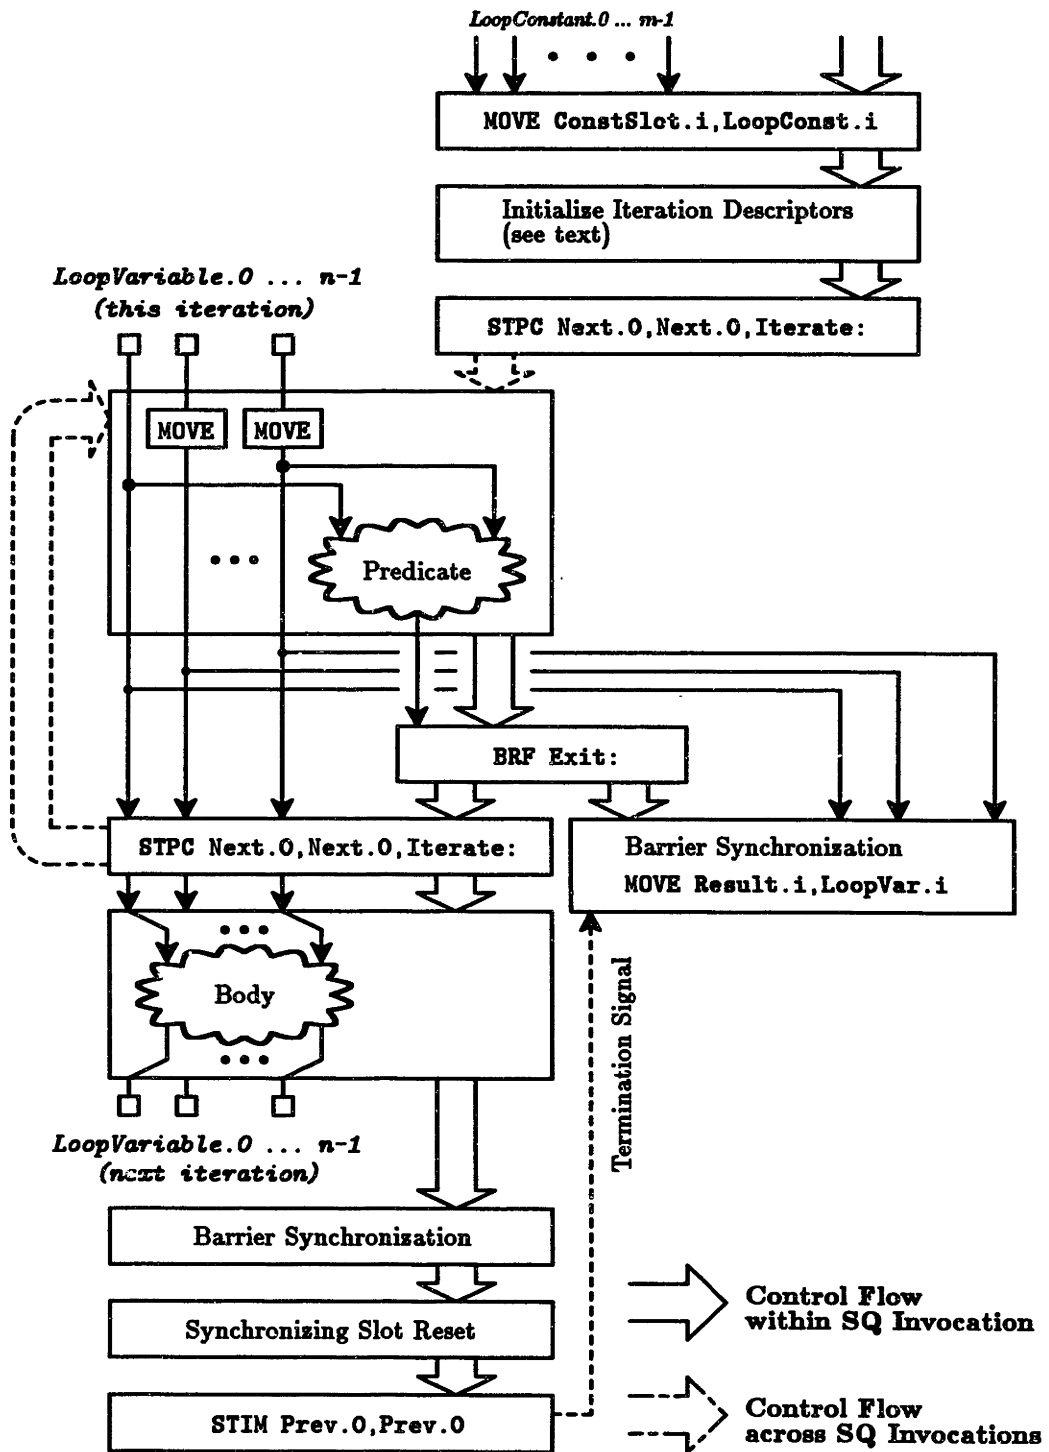 LoopConstant.0 ... m-1
MOVE ConstSlot.i,LoopConst.i
Initialize Iteration Descriptors
(see text)
LoopVariable.0 ... n-1
(this iteration)
STPC Next.0,Next.0,Iterate:
MOVE
MOVE
Predicate
BRF Exit:
STPC Next.0,Next.0,Iterate:
Barrier Synchronization
MOVE Result.i,LoopVar.i
Body
Termination Signal
LoopVariable.0 ... n-1
(next iteration)
Barrier Synchronization
Synchronizing Slot Reset
STIM Prev.0,Prev.0
Control Flow
within SQ Invocation
Control Flow
across SQ Invocations